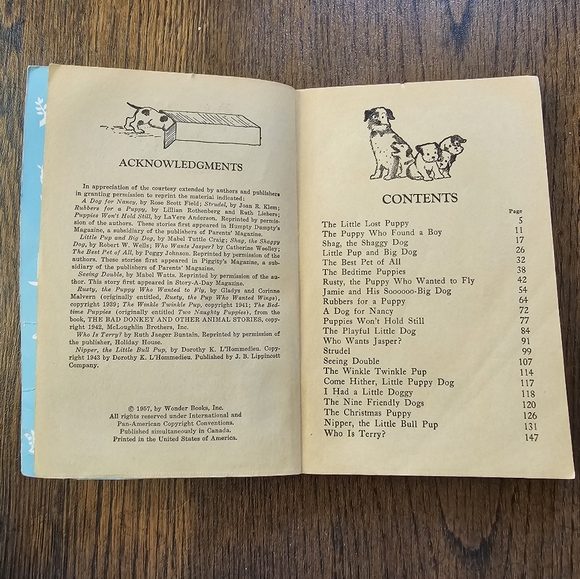 ACKNOWLEDGMENTS
In appreciation of the courtesy extended by authors and publishers
in granting permission to reprint the material indicated:
A Dog for Nancy, by Rose Scott Field; Strudel, by Joan R. Klem;
Rubbers for a Puppy, by Lillian Rothenberg and Ruth Liebers;
Puppies Won't Hold Still, by LaVere Anderson. Reprinted by permis-
sion of the authors. These stories first appeared in Humpty Dumpty's
Magazine, a subsidiary of the publishers of Parents' Magazine.
Little Pup and Big Dog, by Mabel Tuttle Craig; Shag, the Shaggy
Dog, by Robert W. Wells; Who Wants Jasper? by Catherine Woolley;
The Best Pet of All, by Peggy Johnson. Reprinted by permission of the
authors. These stories first appeared in Piggity's Magazine, a sub-
sidiary of the publishers of Parents' Magazine.
Seeing Double, by Mabel Watts. Reprinted by permission of the au-
thor. This story first appeared in Story-A-Day Magazine.
Rusty, the Puppy Who Wanted to Fly, by Gladys and Corinne
Malvern (originally entitled, Rusty, the Pup Who Wanted Wings),
copyright 1939; The Winkle Twinkle Pup, copyright 1941; The Bed-
time Puppies (originally entitled Two Naughty Puppies), from the
book, THE BAD DONKEY AND OTHER ANIMAL STORIES, copy-
right 1942, McLoughlin Brothers, Inc.
Who Is Terry? by Ruth Jaeger Buntain. Reprinted by permission of
the publisher, Holiday House.
Nipper, the Little Bull Pup, by Dorothy K. L'Hommedieu. Copy-
right 1943 by Dorothy K. L'Hommedieu. Published by J. B. Lippincott
Company.
© 1957, by Wonder Books, Inc.
All rights reserved under International and
Pan-American Copyright Conventions.
Published simultaneously in Canada.
Printed in the United States of America.
CONTENTS
Page
The Little Lost Puppy 5
The Puppy Who Found a Boy 11
Shag, the Shaggy Dog 17
Little Pup and Big Dog 26
The Best Pet of All 32
The Bedtime Puppies 38
Rusty, the Puppy Who Wanted to Fly 42
Jamie and His Soooooo-Big Dog 54
Rubbers for a Puppy 64
A Dog for Nancy 72
Puppies Won't Hold Still 77
The Playful Little Dog 84
Who Wants Jasper? 91
Strudel 99
Seeing Double 107
The Winkle Twinkle Pup 114
Come Hither, Little Puppy Dog 117
I Had a Little Doggy 118
The Nine Friendly Dogs 120
The Christmas Puppy 126
Nipper, the Little Bull Pup 131
Who Is Terry? 147